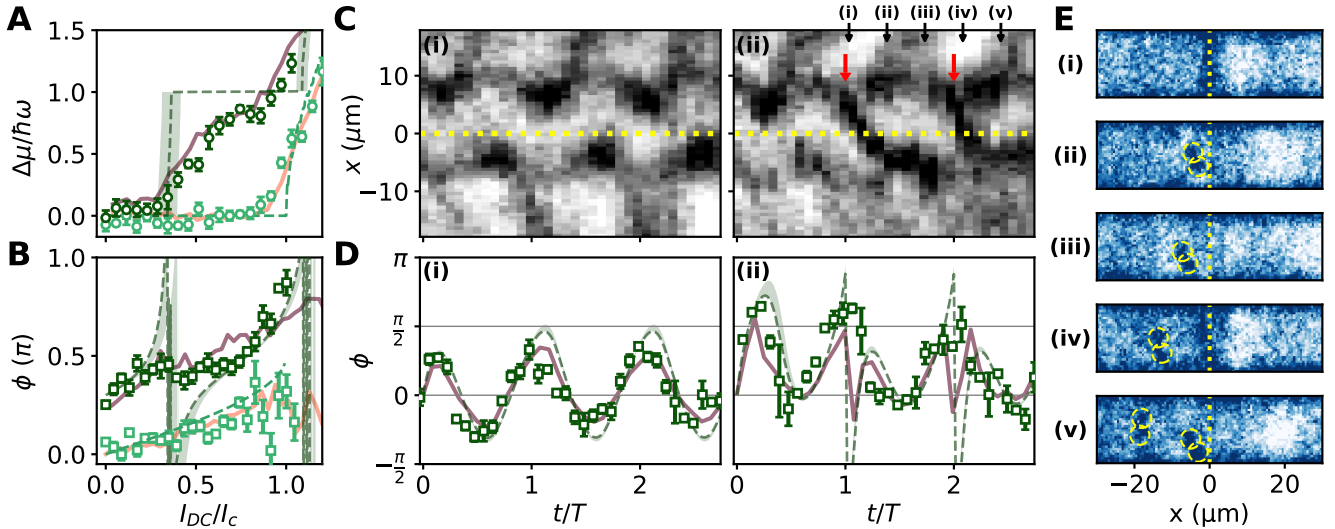 A
1.5
1.0
0.5
0.0
Δμ/ħω
B
1.0
0.5
0.0
ϕ (π)
0.0
0.5
1.0
I_DC/I_c
C
(i)
10
0
−10
x (μm)
(ii)
(i)
(ii)
(iii)
(iv)
(v)
D
(i)
π
π/2
0
−π/2
ϕ
0
1
2
t/T
(ii)
0
1
2
t/T
E
(i)
(ii)
(iii)
(iv)
(v)
−20
0
20
x (μm)